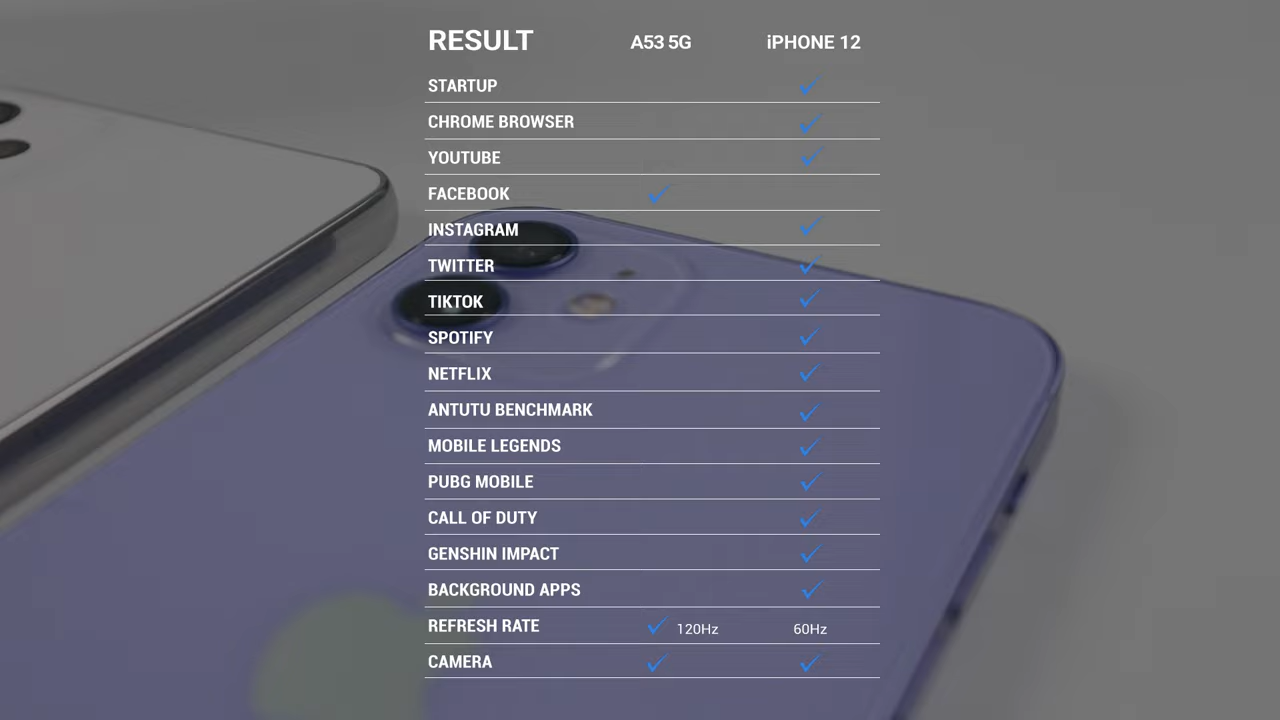 RESULT A53 5G iPHONE 12
STARTUP ✓
CHROME BROWSER ✓
YOUTUBE ✓
FACEBOOK ✓
INSTAGRAM ✓
TWITTER ✓
TIKTOK ✓
SPOTIFY ✓
NETFLIX ✓
ANTUTU BENCHMARK ✓
MOBILE LEGENDS ✓
PUBG MOBILE ✓
CALL OF DUTY ✓
GENSHIN IMPACT ✓
BACKGROUND APPS ✓
REFRESH RATE ✓ 120Hz 60Hz
CAMERA ✓ ✓